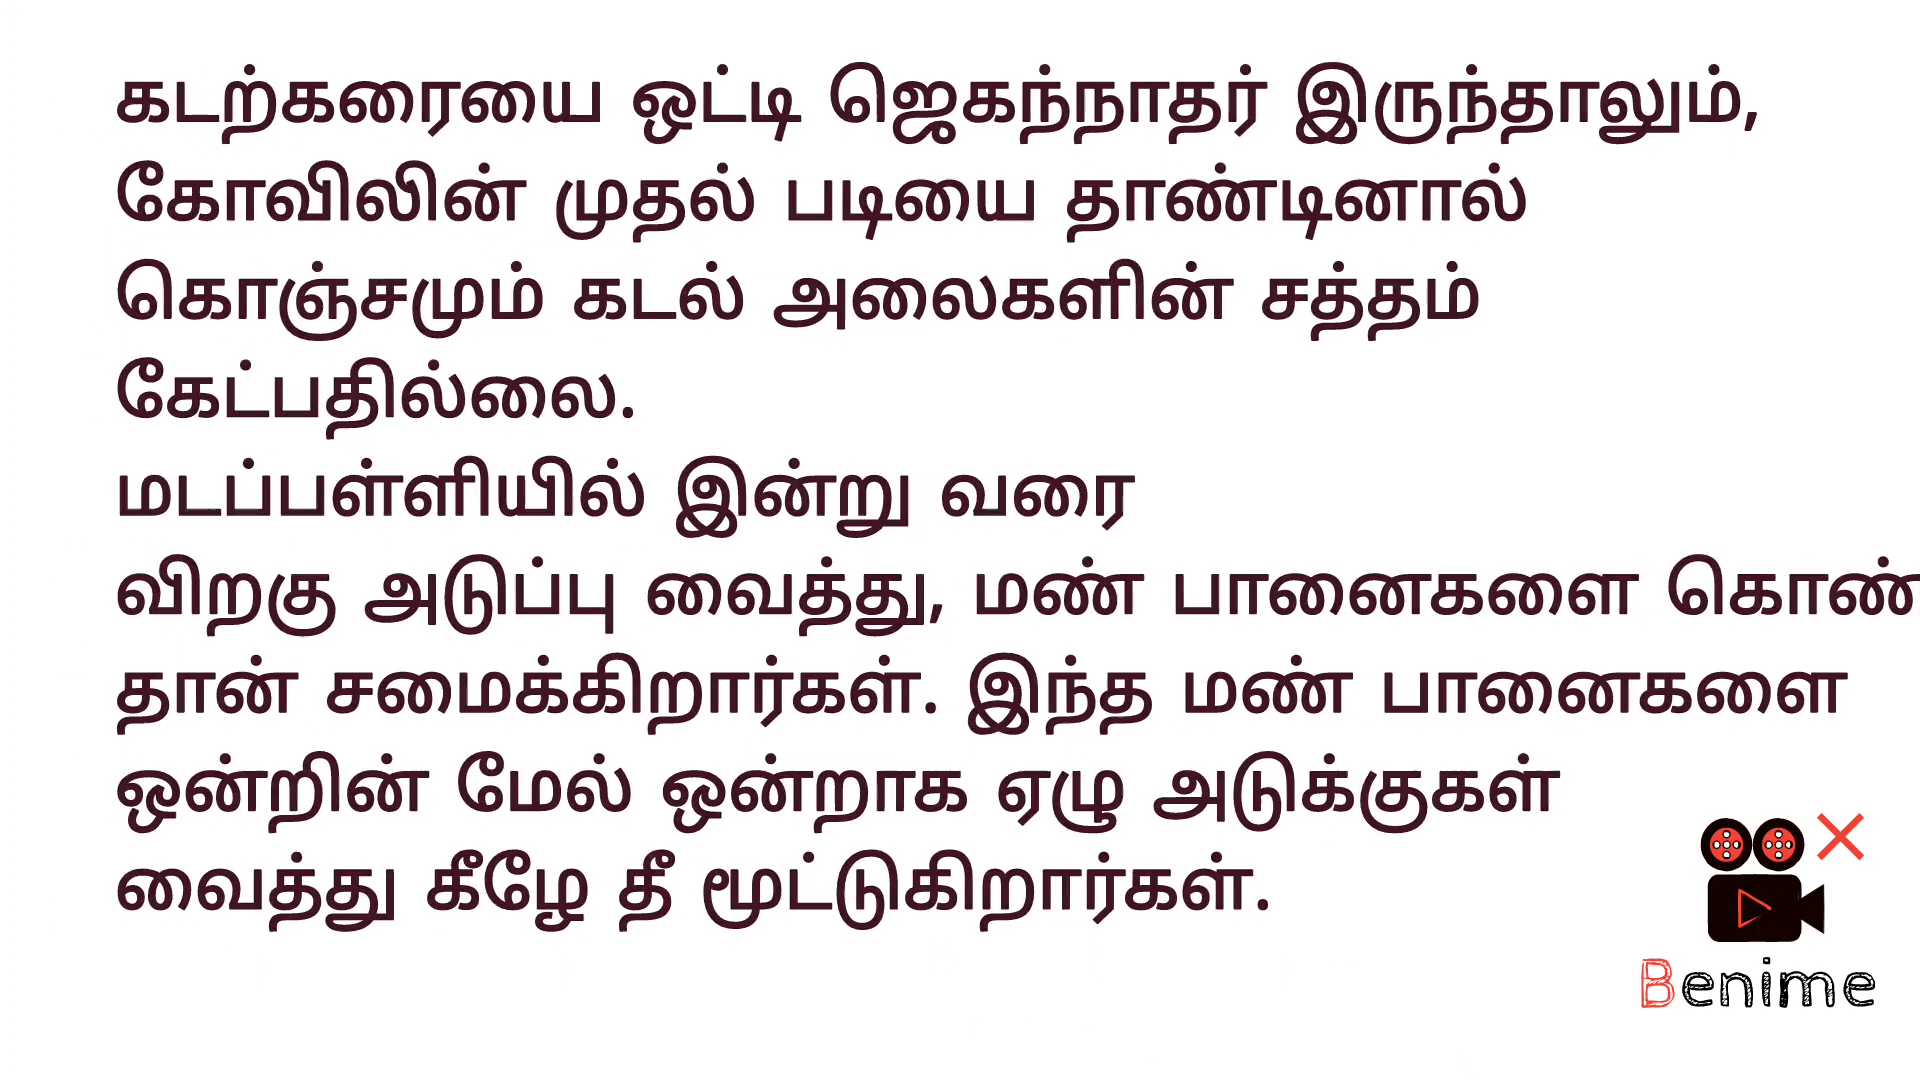 கடற்கரையை ஒட்டி ஜெகந்நாதர் இருந்தாலும்,
கோவிலின் முதல் படியை தாண்டினால்
கொஞ்சமும் கடல் அலைகளின் சத்தம்
கேட்பதில்லை.
மடப்பள்ளியில் இன்று வரை
விறகு அடுப்பு வைத்து, மண் பானைகளை கொண்
தான் சமைக்கிறார்கள். இந்த மண் பானைகளை
ஒன்றின் மேல் ஒன்றாக ஏழு அடுக்குகள்
வைத்து கீழே தீ மூட்டுகிறார்கள்.
Benime